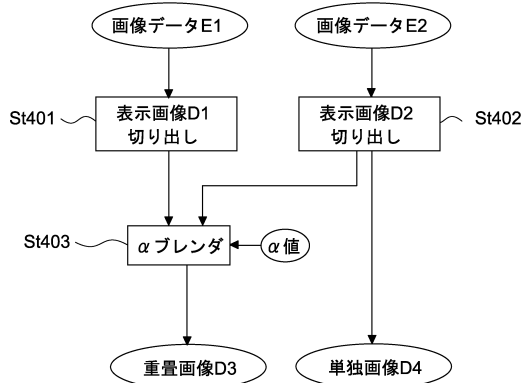 画像データE1
画像データE2
St401
表示画像D1
切り出し
表示画像D2
切り出し
St402
St403
αブレンダ
α値
重畳画像D3
単独画像D4